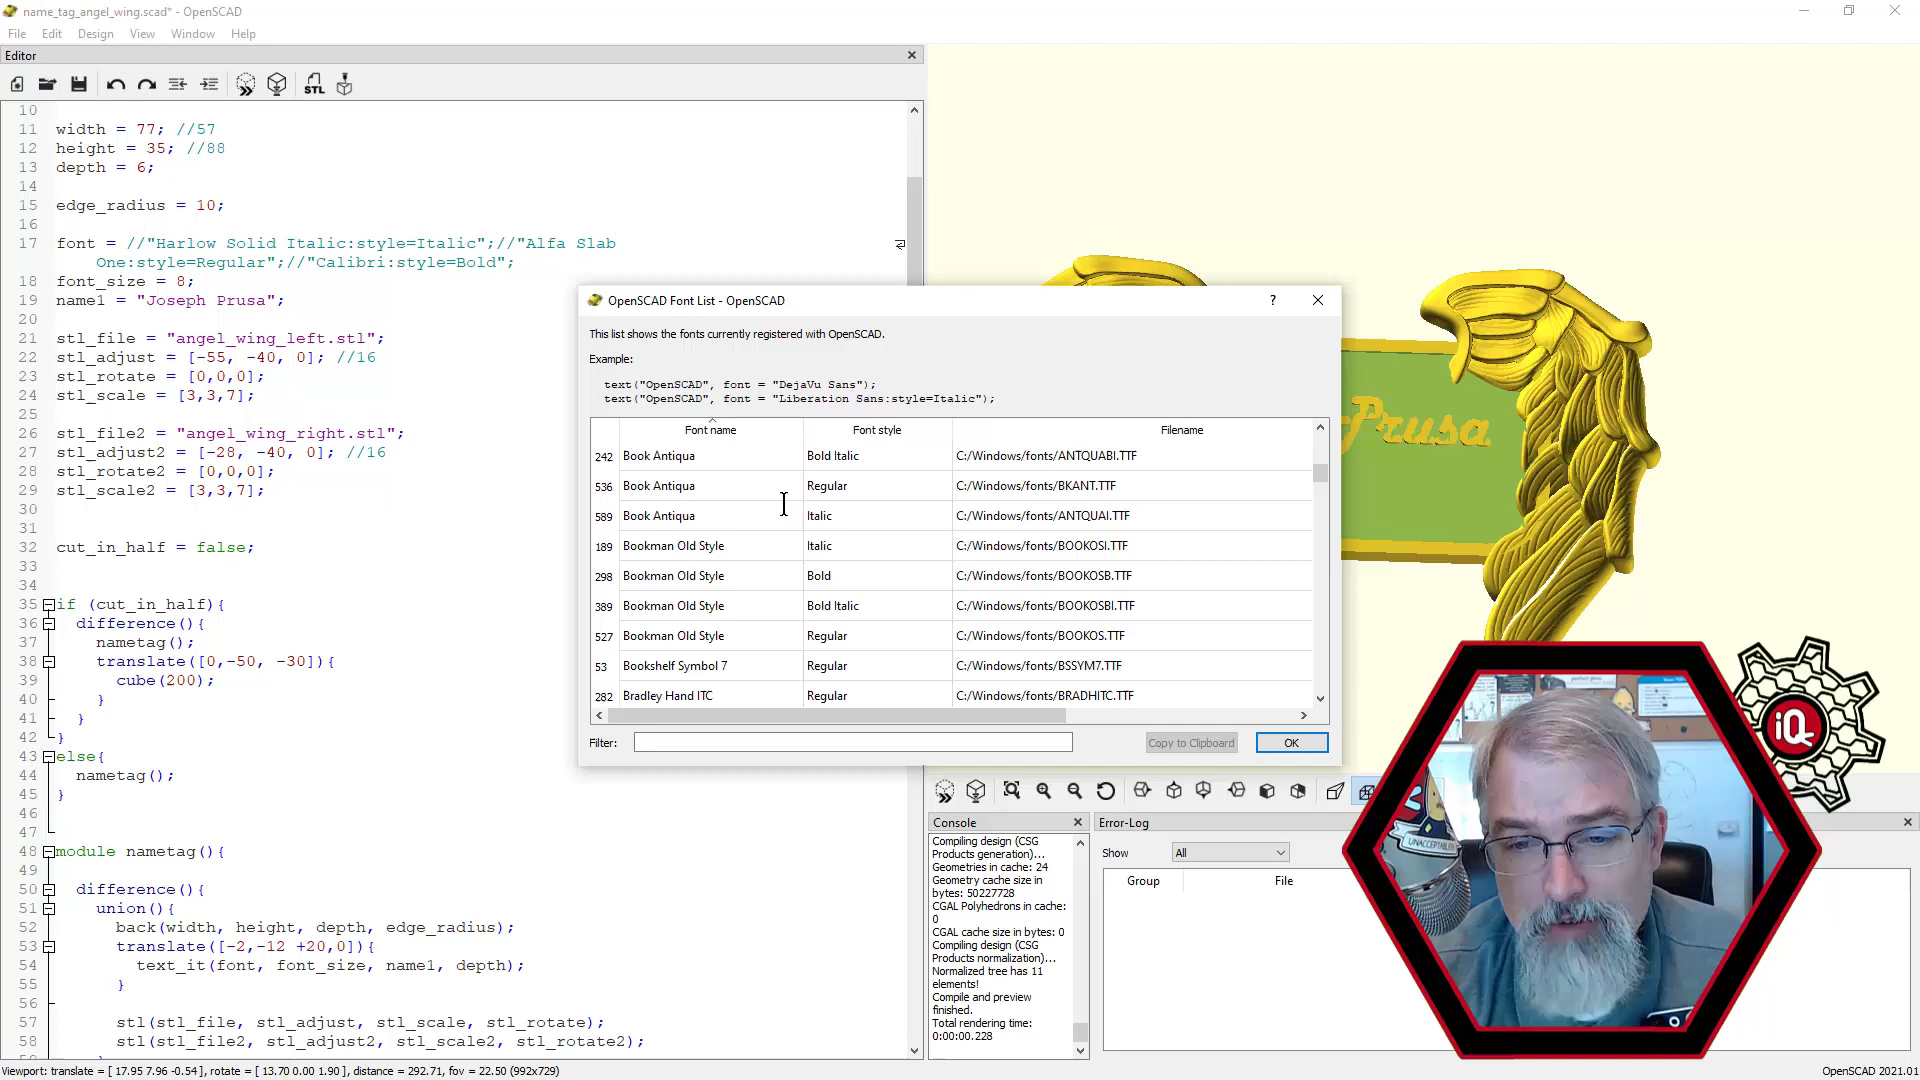 name_tag_angel_wing.scad* - OpenSCAD
File Edit Design View Window Help
Editor
STL
10
11 width = 77; //57
12 height = 35; //88
13 depth = 6;
14
15 edge_radius = 10;
16
17 font = //"Harlow Solid Italic:style=Italic";//"Alfa Slab
One:style=Regular";//"Calibri:style=Bold";
18 font_size = 8;
19 name1 = "Joseph Prusa";
20
21 stl_file = "angel_wing_left.stl";
22 stl_adjust = [-55, -40, 0]; //16
23 stl_rotate = [0,0,0];
24 stl_scale = [3,3,7];
25
26 stl_file2 = "angel_wing_right.stl";
27 stl_adjust2 = [-28, -40, 0]; //16
28 stl_rotate2 = [0,0,0];
29 stl_scale2 = [3,3,7];
30
31
32 cut_in_half = false;
33
34
35 if (cut_in_half){
36 difference(){
37 nametag();
38 translate([0,-50, -30]){
39 cube(200);
40 }
41 }
42 }
43 else{
44 nametag();
45 }
46
47
48 module nametag(){
49
50 difference(){
51 union(){
52 back(width, height, depth, edge_radius);
53 translate([-2,-12 +20,0]){
54 text_it(font, font_size, name1, depth);
55 }
56
57 stl(stl_file, stl_adjust, stl_scale, stl_rotate);
58 stl(stl_file2, stl_adjust2, stl_scale2, stl_rotate2);
OpenSCAD Font List - OpenSCAD ?
This list shows the fonts currently registered with OpenSCAD.
Example:
text("OpenSCAD", font = "DejaVu Sans");
text("OpenSCAD", font = "Liberation Sans:style=Italic");
Font name Font style Filename
242 Book Antiqua Bold Italic C:/Windows/fonts/ANTQUABI.TTF
536 Book Antiqua Regular C:/Windows/fonts/BKANT.TTF
589 Book Antiqua Italic C:/Windows/fonts/ANTQUAI.TTF
189 Bookman Old Style Italic C:/Windows/fonts/BOOKOSI.TTF
298 Bookman Old Style Bold C:/Windows/fonts/BOOKOSB.TTF
389 Bookman Old Style Bold Italic C:/Windows/fonts/BOOKOSBI.TTF
527 Bookman Old Style Regular C:/Windows/fonts/BOOKOS.TTF
53 Bookshelf Symbol 7 Regular C:/Windows/fonts/BSSYM7.TTF
282 Bradley Hand ITC Regular C:/Windows/fonts/BRADHITC.TTF
Filter: Copy to Clipboard OK
Prusa
Console
Compiling design (CSG
Products generation)...
Geometries in cache: 24
Geometry cache size in
bytes: 50227728
CGAL Polyhedrons in cache:
0
CGAL cache size in bytes: 0
Compiling design (CSG
Products normalization)...
Normalized tree has 11
elements!
Compile and preview
finished.
Total rendering time:
0:00:00.228
Error-Log
Show All
Group File
UNACCEPTABLE
iQ
Viewport: translate = [ 17.95 7.96 -0.54 ], rotate = [ 13.70 0.00 1.90 ], distance = 292.71, fov = 22.50 (992x729)
OpenSCAD 2021.01